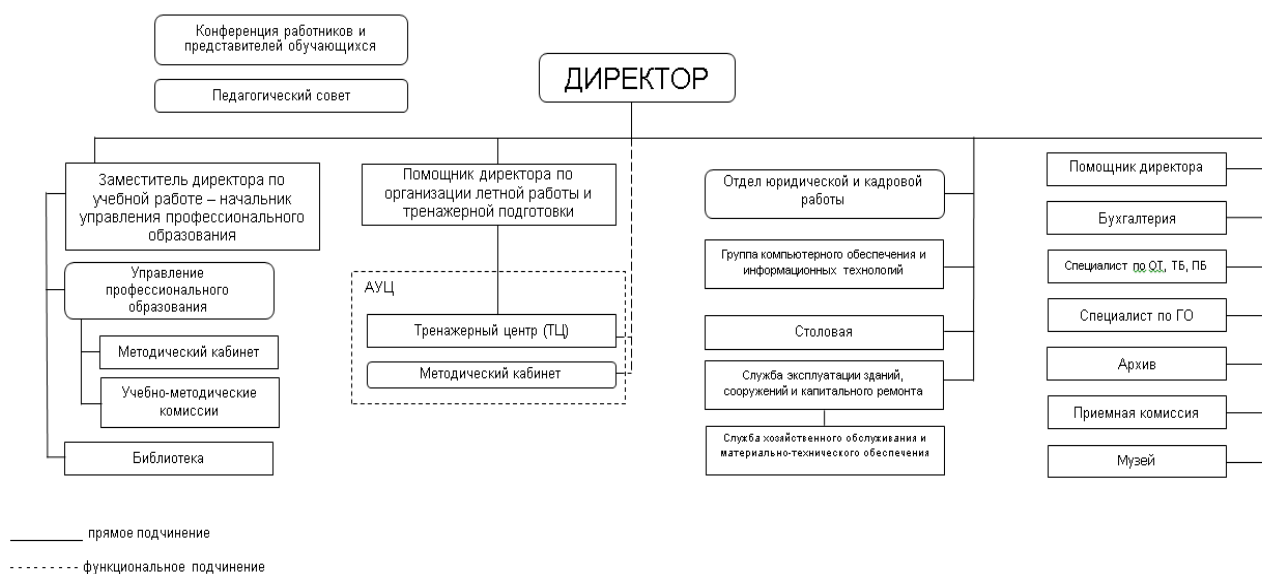 Конференция работников и
представителей обучающихся
Педагогический совет
ДИРЕКТОР
Заместитель директора по
учебной работе – начальник
управления профессионального
образования
Управление
профессионального
образования
Методический кабинет
Учебно-методические
комиссии
Библиотека
Помощник директора по
организации летной работы и
тренажерной подготовки
АУЦ
Тренажерный центр (ТЦ)
Методический кабинет
Отдел юридической и кадровой
работы
Группа компьютерного обеспечения и
информационных технологий
Столовая
Служба эксплуатации зданий,
сооружений и капитального ремонта
Служба хозяйственного обслуживания и
материально-технического обеспечения
Помощник директора
Бухгалтерия
Специалист по ОТ, ТБ, ПБ
Специалист по ГО
Архив
Приемная комиссия
Музей
прямое подчинение
функциональное подчинение